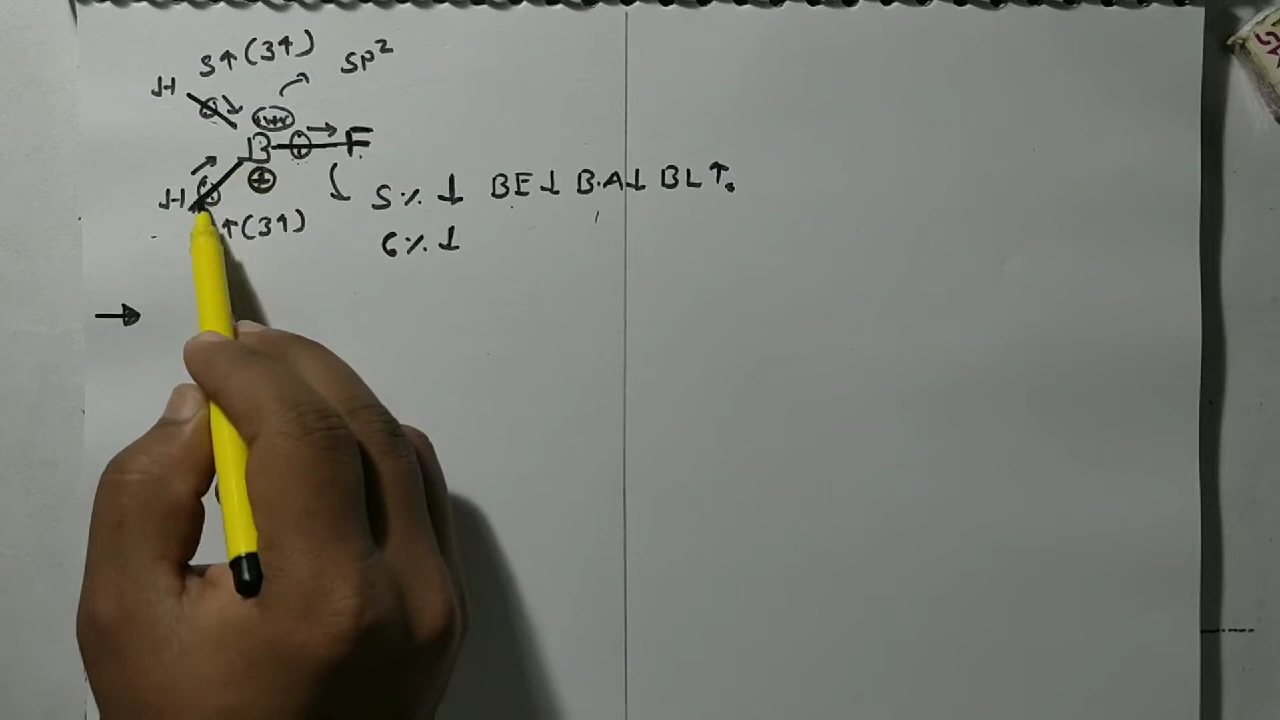 S↑(3↑) SP²
H
B F
⊕
H S%↓ BE↓ B.A↓ BL↑.
↑(3↑) 6%↓
→